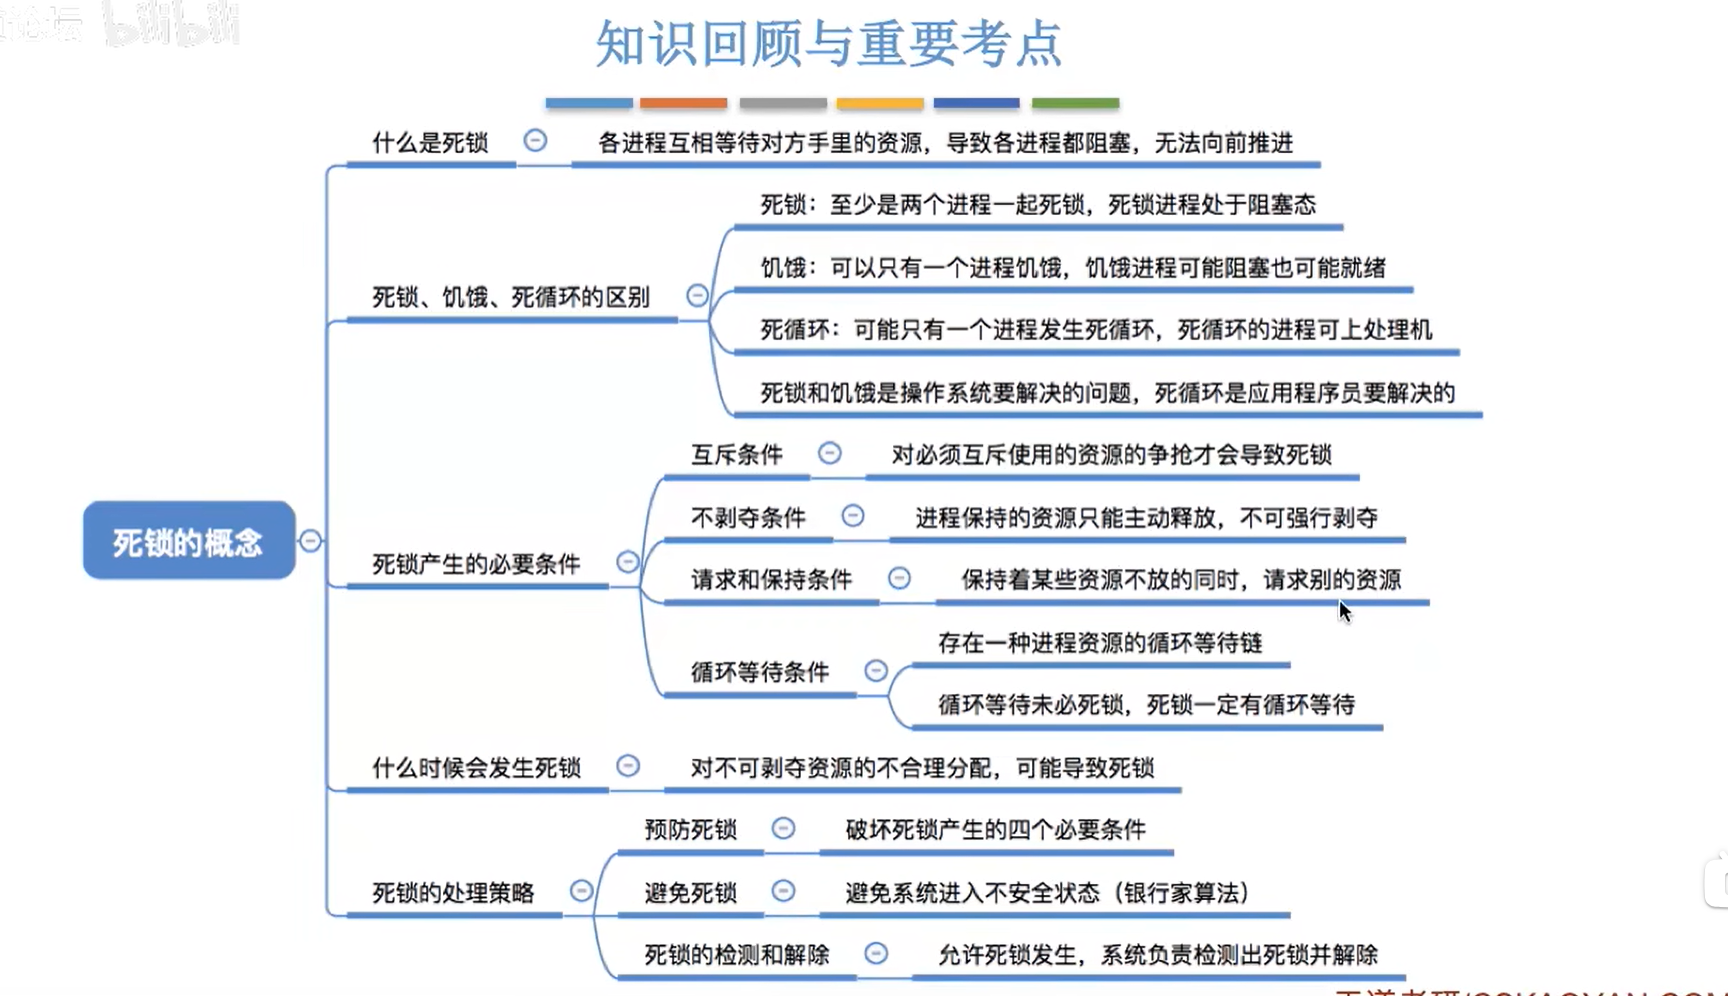 bilibili
知识回顾与重要考点
什么是死锁
各进程互相等待对方手里的资源，导致各进程都阻塞，无法向前推进
死锁、饥饿、死循环的区别
死锁：至少是两个进程一起死锁，死锁进程处于阻塞态
饥饿：可以只有一个进程饥饿，饥饿进程可能阻塞也可能就绪
死循环：可能只有一个进程发生死循环，死循环的进程可上处理机
死锁和饥饿是操作系统要解决的问题，死循环是应用程序员要解决的
死锁的概念
死锁产生的必要条件
互斥条件
对必须互斥使用的资源的争抢才会导致死锁
不剥夺条件
进程保持的资源只能主动释放，不可强行剥夺
请求和保持条件
保持着某些资源不放的同时，请求别的资源
循环等待条件
存在一种进程资源的循环等待链
循环等待未必死锁，死锁一定有循环等待
什么时候会发生死锁
对不可剥夺资源的不合理分配，可能导致死锁
死锁的处理策略
预防死锁
破坏死锁产生的四个必要条件
避免死锁
避免系统进入不安全状态（银行家算法）
死锁的检测和解除
允许死锁发生，系统负责检测出死锁并解除